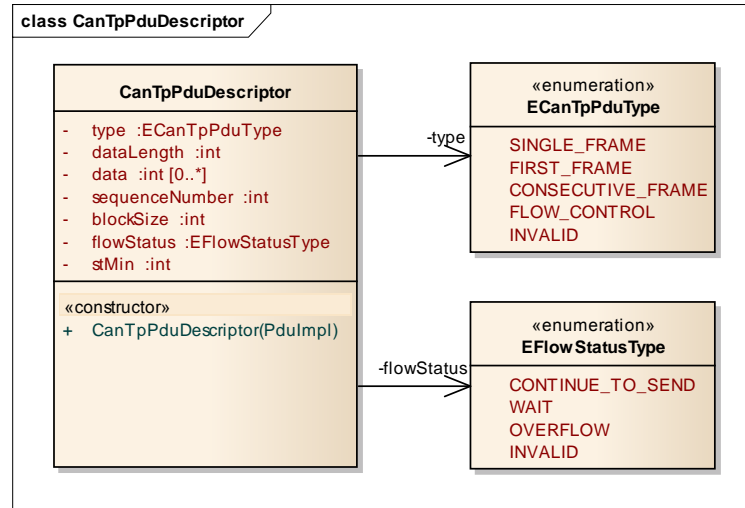 class CanTpPduDescriptor
CanTpPduDescriptor
- type :ECanTpPduType
- dataLength :int
- data :int [0..*]
- sequenceNumber :int
- blockSize :int
- flowStatus :EFlowStatusType
- stMin :int
«constructor»
+ CanTpPduDescriptor(PduImpl)
-type
«enumeration»
ECanTpPduType
SINGLE_FRAME
FIRST_FRAME
CONSECUTIVE_FRAME
FLOW_CONTROL
INVALID
-flowStatus
«enumeration»
EFlowStatusType
CONTINUE_TO_SEND
WAIT
OVERFLOW
INVALID